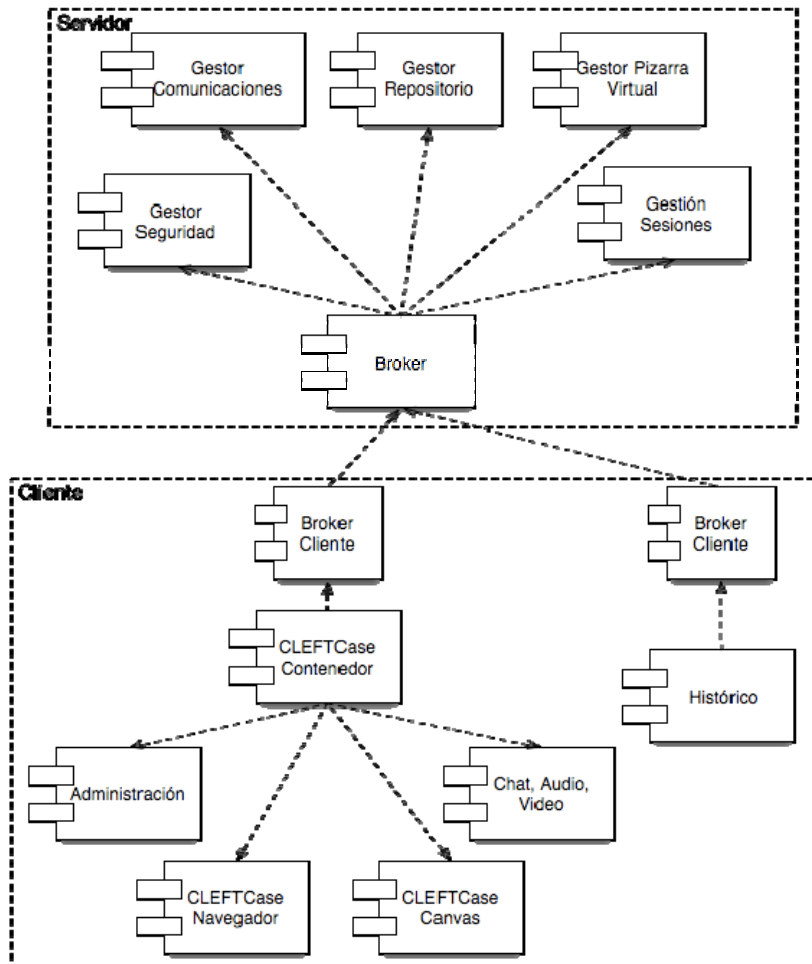 Servidor
Gestor
Comunicaciones
Gestor
Repositorio
Gestor Pizarra
Virtual
Gestor
Seguridad
Gestión
Sesiones
Broker
Cliente
Broker
Cliente
Broker
Cliente
CLEFTCase
Contenedor
Histórico
Administración
Chat, Audio,
Video
CLEFTCase
Navegador
CLEFTCase
Canvas